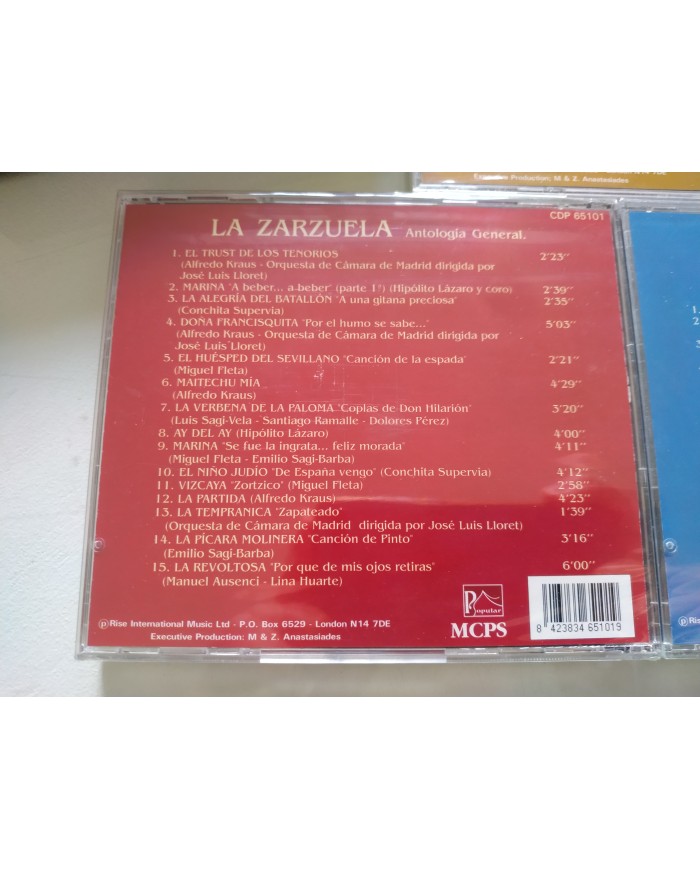 N14 7DE
Executive Production: M & Z. Anastasiades
CDP 65101
LA ZARZUELA Antología General.
1. EL TRUST DE LOS TENORIOS 2'23''
(Alfredo Kraus - Orquesta de Cámara de Madrid dirigida por
José Luis Lloret)
2. MARINA "A beber... a beber" (parte 1ª) (Hipólito Lázaro y coro) 2'39''
3. LA ALEGRÍA DEL BATALLÓN "A una gitana preciosa" 2'35''
(Conchita Supervia)
4. DOÑA FRANCISQUITA "Por el humo se sabe..." 5'03''
(Alfredo Kraus - Orquesta de Cámara de Madrid dirigida por
José Luis Lloret)
5. EL HUÉSPED DEL SEVILLANO "Canción de la espada" 2'21''
(Miguel Fleta)
6. MAITECHU MÍA 4'29''
(Alfredo Kraus)
7. LA VERBENA DE LA PALOMA "Coplas de Don Hilarión" 3'20''
(Luis Sagi-Vela - Santiago Ramalle - Dolores Pérez)
8. AY DEL AY (Hipólito Lázaro) 4'00''
9. MARINA "Se fue la ingrata... feliz morada" 4'11''
(Miguel Fleta - Emilio Sagi-Barba)
10. EL NIÑO JUDÍO "De España vengo" (Conchita Supervia) 4'12''
11. VIZCAYA "Zortzico" (Miguel Fleta) 2'58''
12. LA PARTIDA (Alfredo Kraus) 4'23''
13. LA TEMPRANICA "Zapateado" 1'39''
(Orquesta de Cámara de Madrid dirigida por José Luis Lloret)
14. LA PÍCARA MOLINERA "Canción de Pinto" 3'16''
(Emilio Sagi-Barba)
15. LA REVOLTOSA "Por que de mis ojos retiras" 6'00''
(Manuel Ausenci - Lina Huarte)
Popular
MCPS
8 423834 651019
℗ Rise International Music Ltd - P.O. Box 6529 - London N14 7DE
Executive Production: M & Z. Anastasiades
1.
℗ Rise